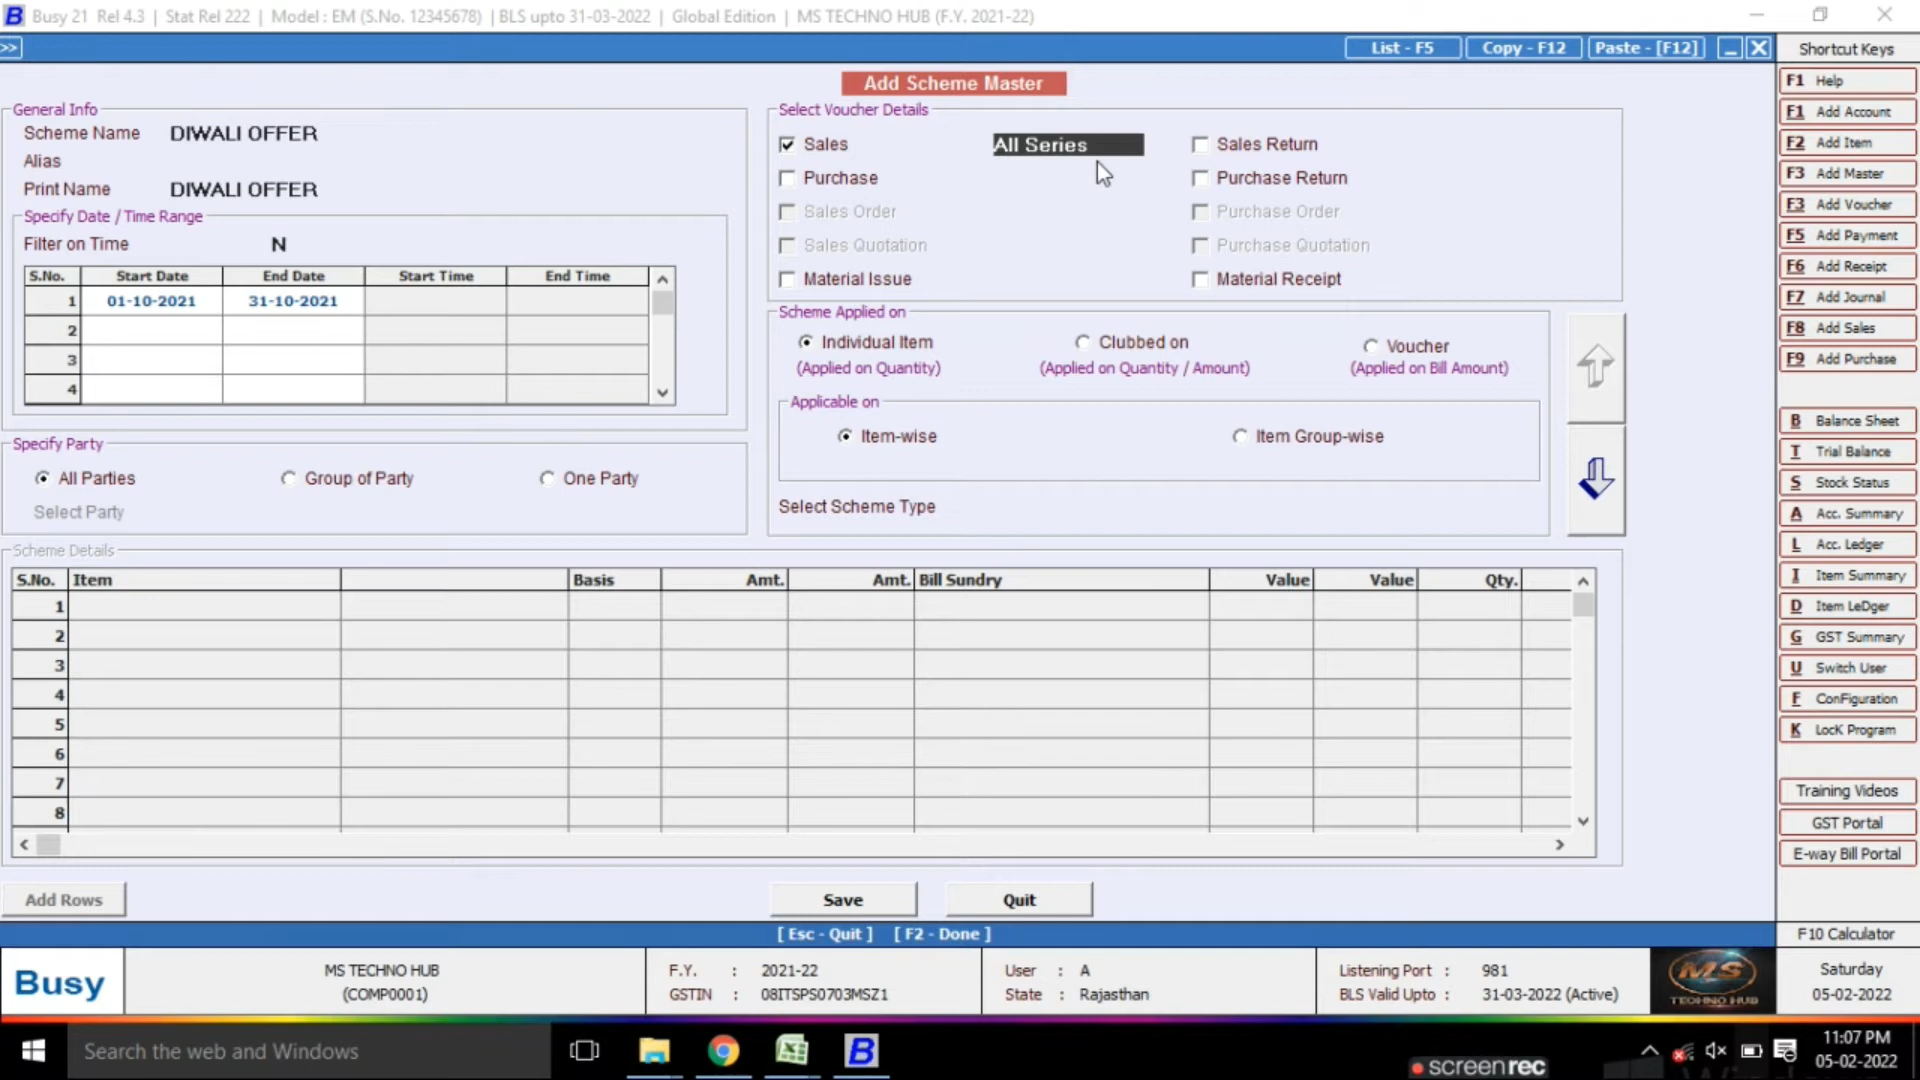 Busy 21 Rel 4.3 | Stat Rel 222 | Model : EM (S.No. 12345678) | BLS upto 31-03-2022 | Global Edition | MS TECHNO HUB (F.Y. 2021-22)
>> List - F5 Copy - F12 Paste - [F12] Shortcut Keys
Add Scheme Master
General Info
Scheme Name DIWALI OFFER
Alias
Print Name DIWALI OFFER
Specify Date / Time Range
Filter on Time N
S.No. Start Date End Date Start Time End Time
1 01-10-2021 31-10-2021
2
3
4
Specify Party
All Parties Group of Party One Party
Select Party
Select Voucher Details
Sales All Series Sales Return
Purchase Purchase Return
Sales Order Purchase Order
Sales Quotation Purchase Quotation
Material Issue Material Receipt
Scheme Applied on
Individual Item Clubbed on Voucher
(Applied on Quantity) (Applied on Quantity / Amount) (Applied on Bill Amount)
Applicable on
Item-wise Item Group-wise
Select Scheme Type
Scheme Details
S.No. Item Basis Amt. Amt. Bill Sundry Value Value Qty.
1
2
3
4
5
6
7
8
Add Rows Save Quit
[ Esc - Quit ] [ F2 - Done ]
F1 Help
F1 Add Account
F2 Add Item
F3 Add Master
F3 Add Voucher
F5 Add Payment
F6 Add Receipt
F7 Add Journal
F8 Add Sales
F9 Add Purchase
B Balance Sheet
T Trial Balance
S Stock Status
A Acc. Summary
L Acc. Ledger
I Item Summary
D Item LeDger
G GST Summary
U Switch User
F ConFiguration
K LocK Program
Training Videos
GST Portal
E-way Bill Portal
F10 Calculator
Busy
MS TECHNO HUB
(COMP0001)
F.Y. : 2021-22
GSTIN : 08ITSPS0703MSZ1
User : A
State : Rajasthan
Listening Port : 981
BLS Valid Upto : 31-03-2022 (Active)
MS
TECHNO HUB
Saturday
05-02-2022
Search the web and Windows
screenrec
11:07 PM
05-02-2022